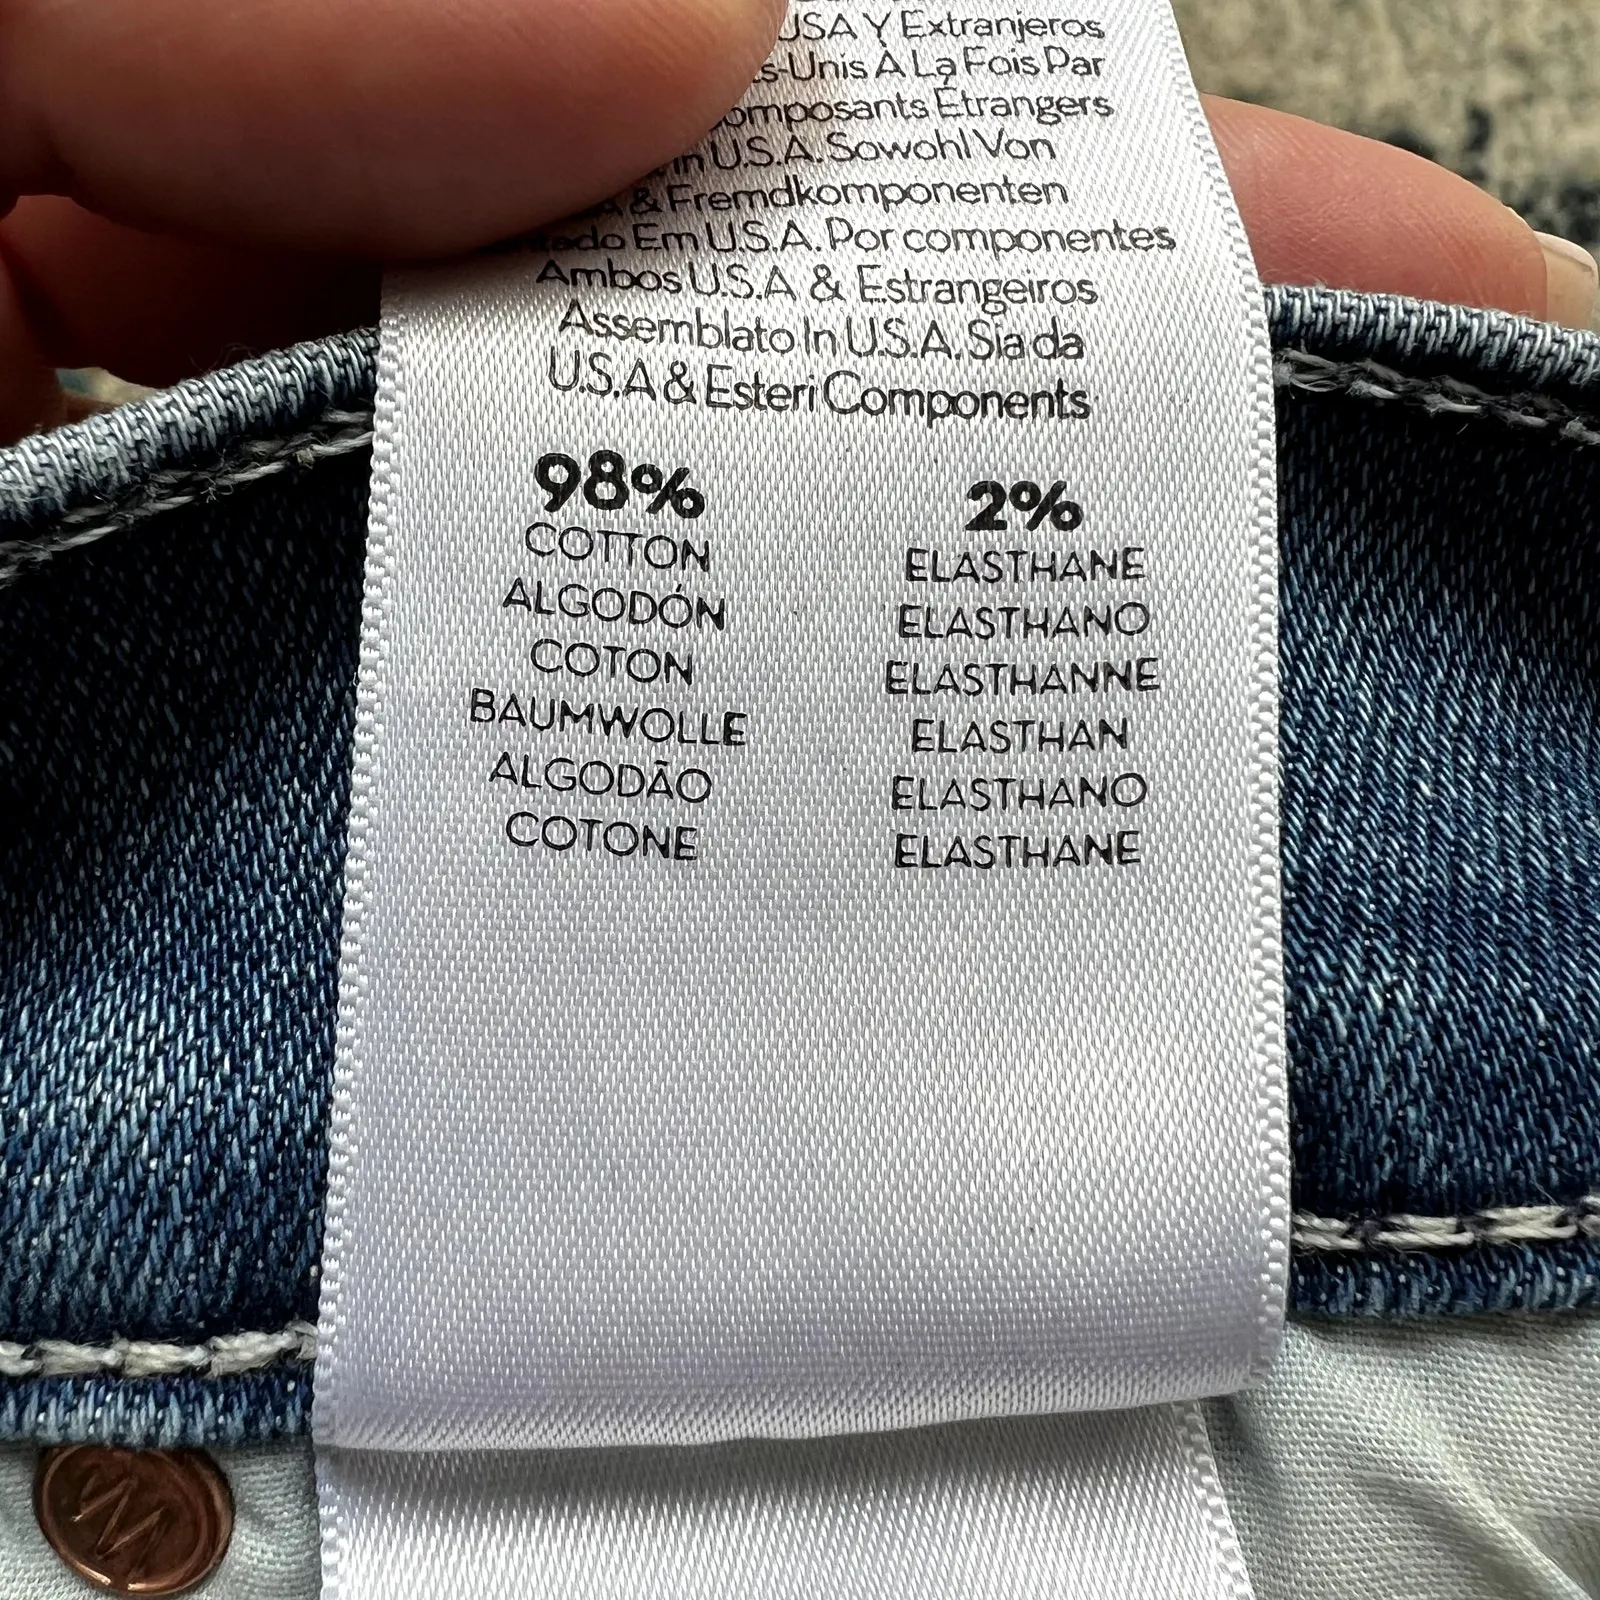 USA Y Extranjeros
-Unis À La Fois Par
Composants Étrangers
In U.S.A. Sowohl Von
& Fremdkomponenten
Em U.S.A. Por componentes
Ambos U.S.A & Estrangeiros
Assemblato In U.S.A. Sia da
U.S.A & Esteri Components
98% 2%
COTTON ELASTHANE
ALGODÓN ELASTHANO
COTON ELASTHANNE
BAUMWOLLE ELASTHAN
ALGODÃO ELASTHANO
COTONE ELASTHANE